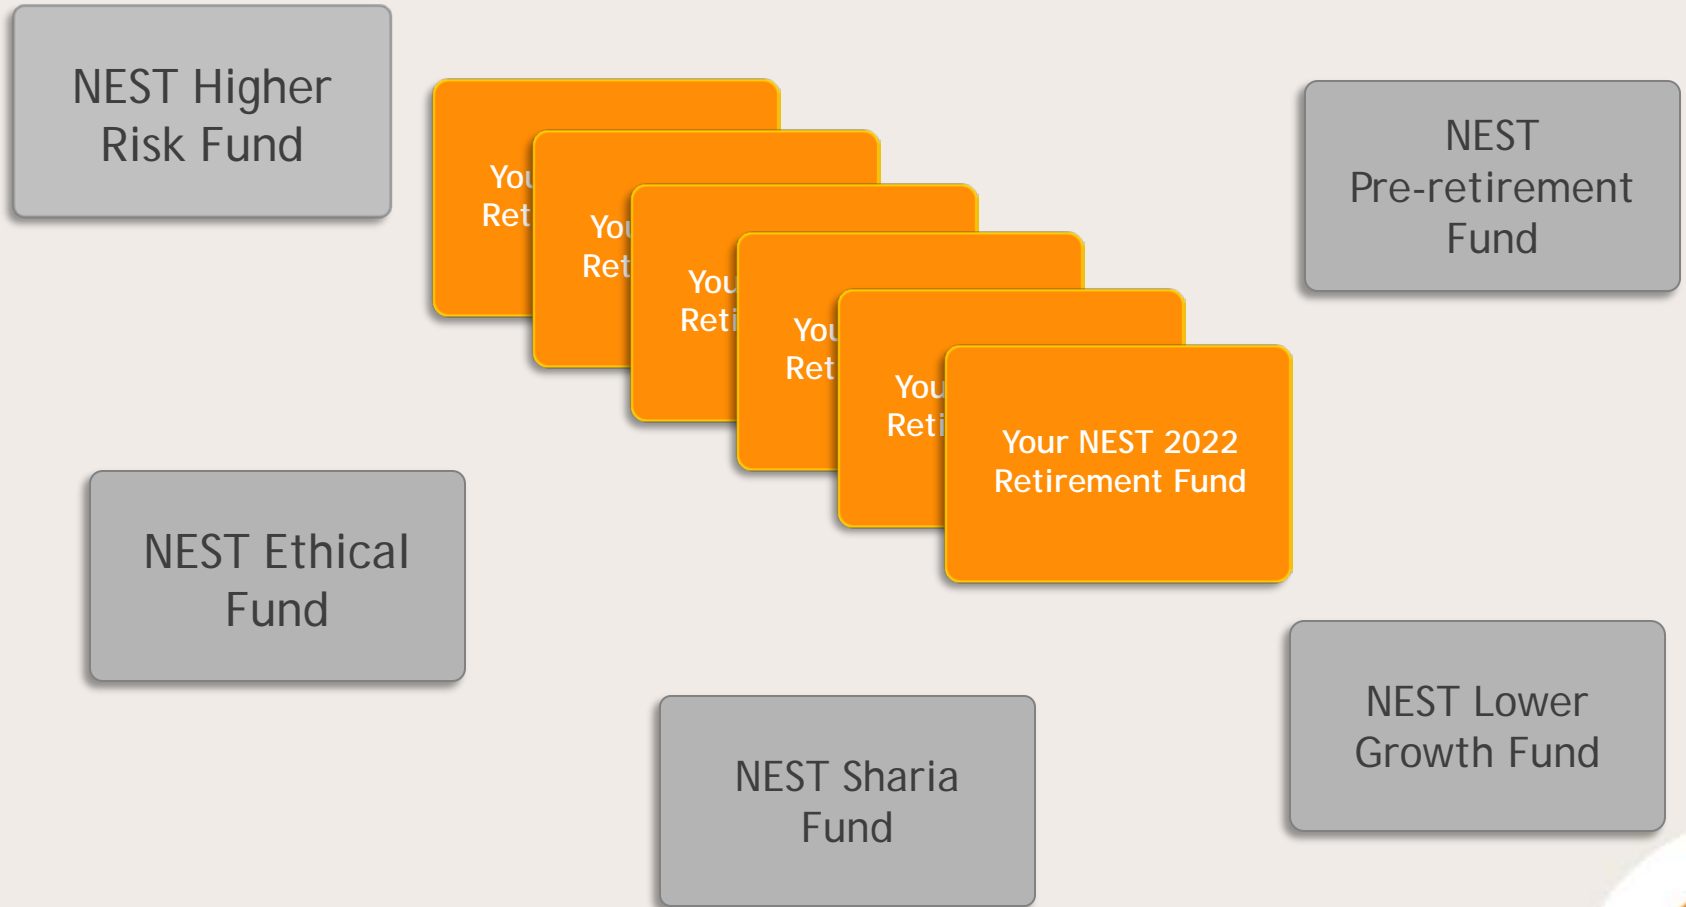 NEST Higher
Risk Fund
NEST
Pre-retirement
Fund
Your NEST 2022
Retirement Fund
NEST Ethical
Fund
NEST Lower
Growth Fund
NEST Sharia
Fund